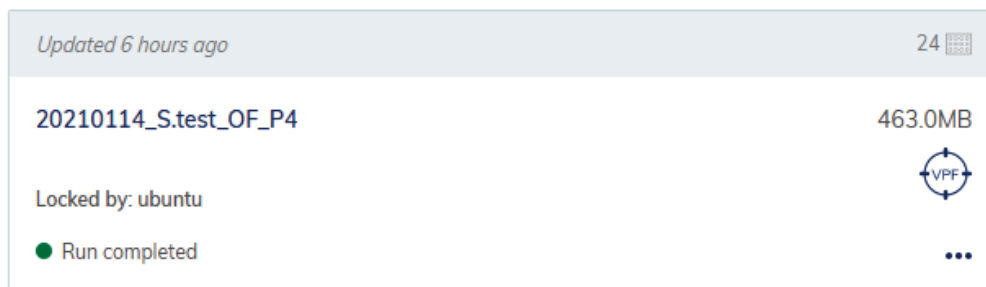 Updated 6 hours ago 24
20210114_S.test_OF_P4 463.0MB
VPF
Locked by: ubuntu
Run completed